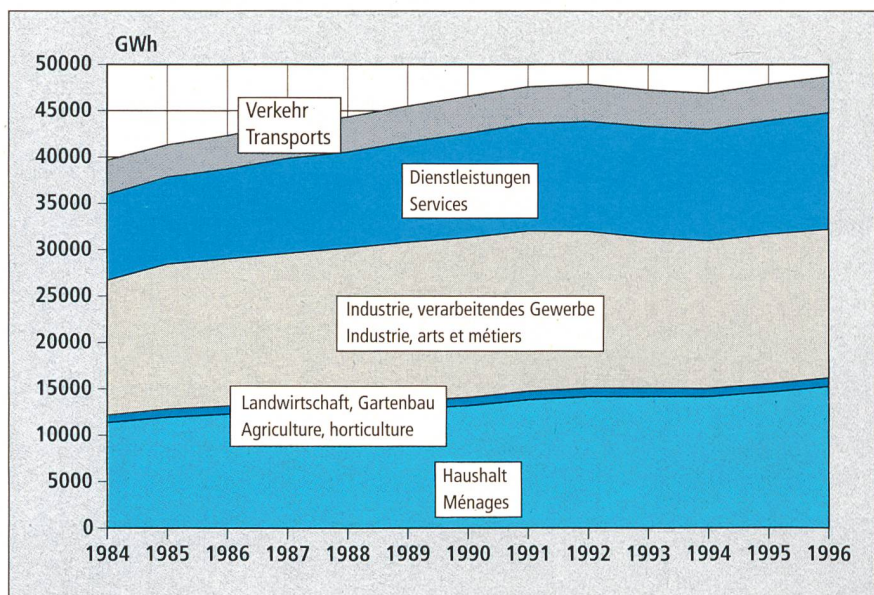 GWh
50000
45000
40000
35000
30000
25000
20000
15000
10000
5000
0
Verkehr
Transports
Dienstleistungen
Services
Industrie, verarbeitendes Gewerbe
Industrie, arts et métiers
Landwirtschaft, Gartenbau
Agriculture, horticulture
Haushalt
Ménages
1984 1985 1986 1987 1988 1989 1990 1991 1992 1993 1994 1995 1996